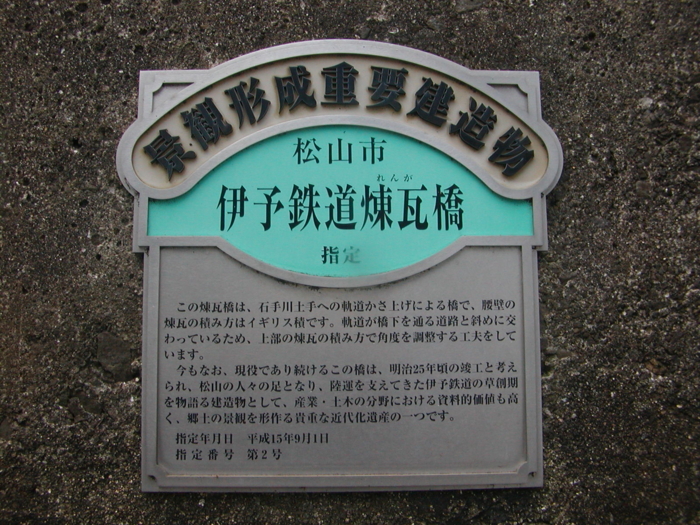 景観形成重要建造物
松山市
れんが
伊予鉄道煉瓦橋
指定
この煉瓦橋は、石手川土手への軌道かさ上げによる橋で、腰壁の
煉瓦の積み方はイギリス積です。軌道が橋下を通る道路と斜めに交
わっているため、上部の煉瓦の積み方で角度を調整する工夫をして
います。
今もなお、現役であり続けるこの橋は、明治25年頃の竣工と考え
られ、松山の人々の足となり、陸運を支えてきた伊予鉄道の草創期
を物語る建造物として、産業・土木の分野における資料的価値も高
く、郷土の景観を形作る貴重な近代化遺産の一つです。
指定年月日 平成15年9月1日
指定番号 第2号